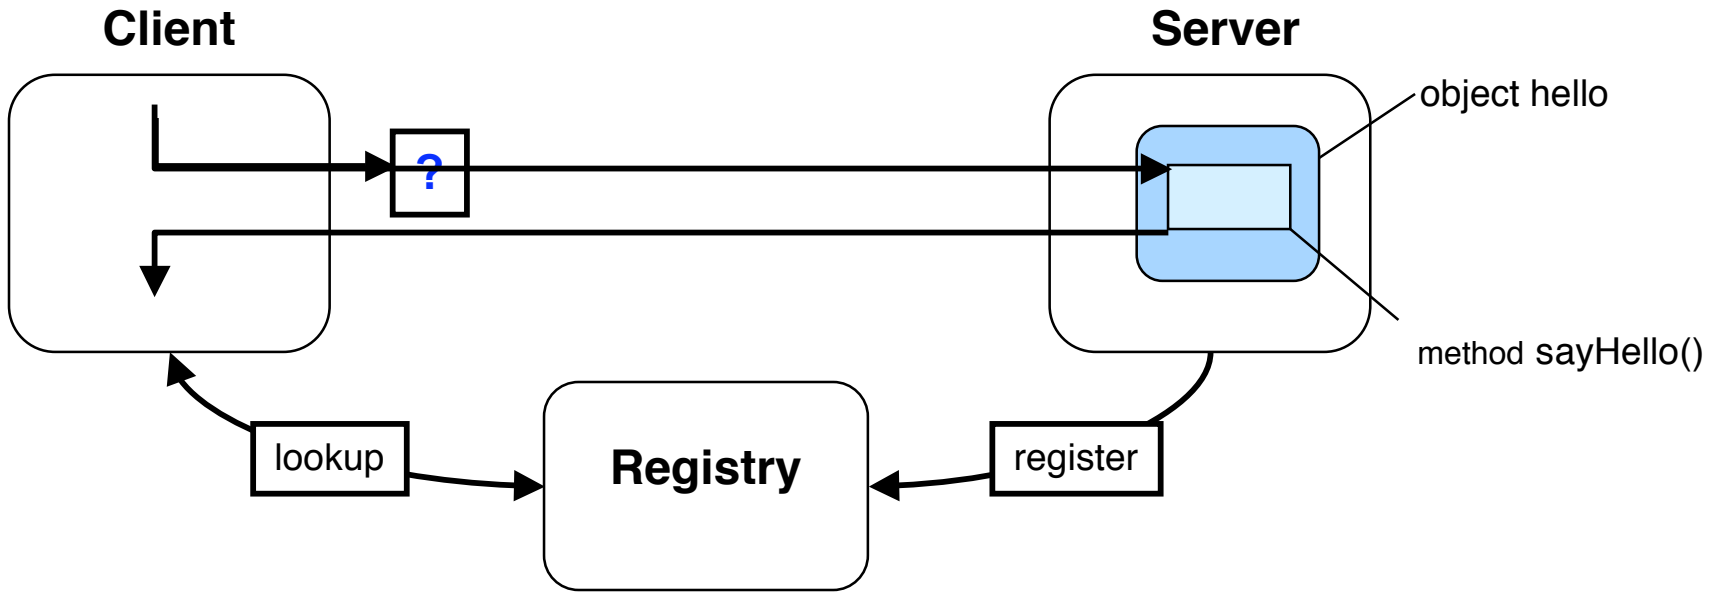 Client
Server
object hello
?
method sayHello()
lookup
Registry
register